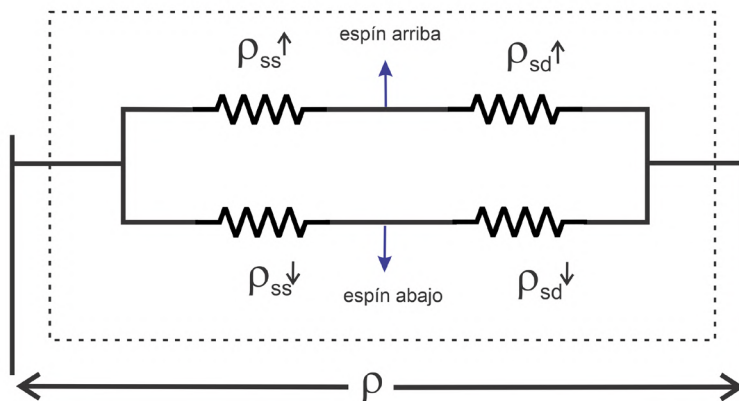 espín arriba
ρss↑ ρsd↑
ρss↓ ρsd↓
espín abajo
ρ